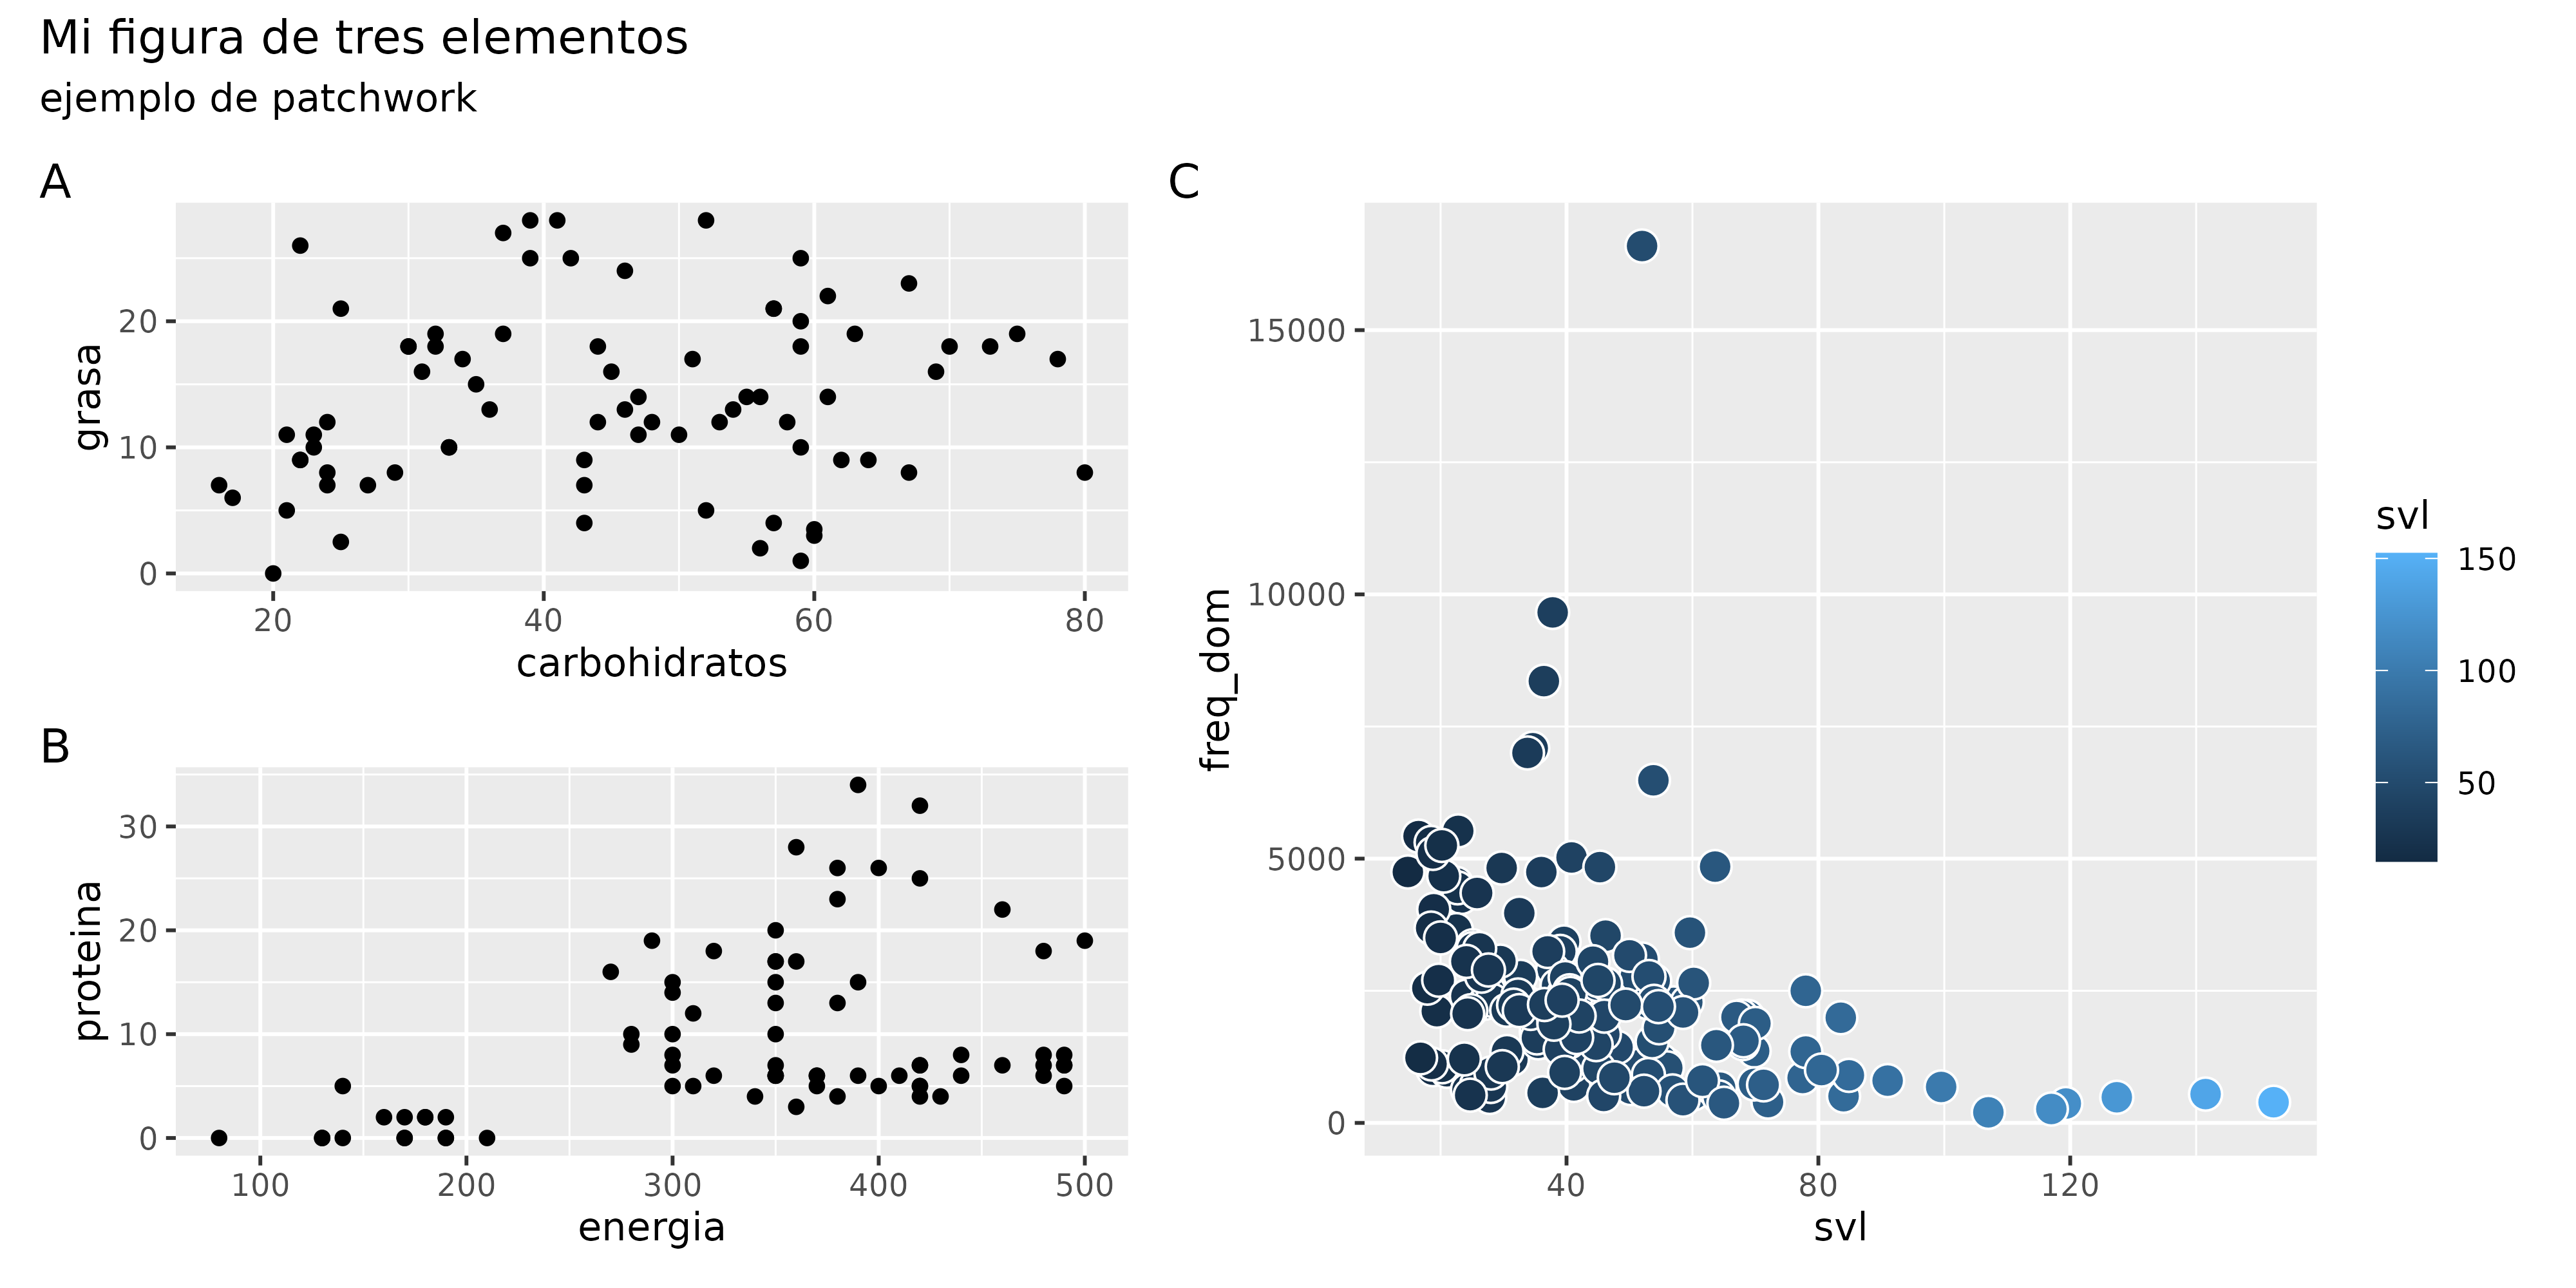 Mi figura de tres elementos
ejemplo de patchwork
A
grasa
20
10
0
20 40 60 80
carbohidratos
B
proteina
30
20
10
0
100 200 300 400 500
energia
C
freq_dom
15000
10000
5000
0
40 80 120
svl
svl
150
100
50